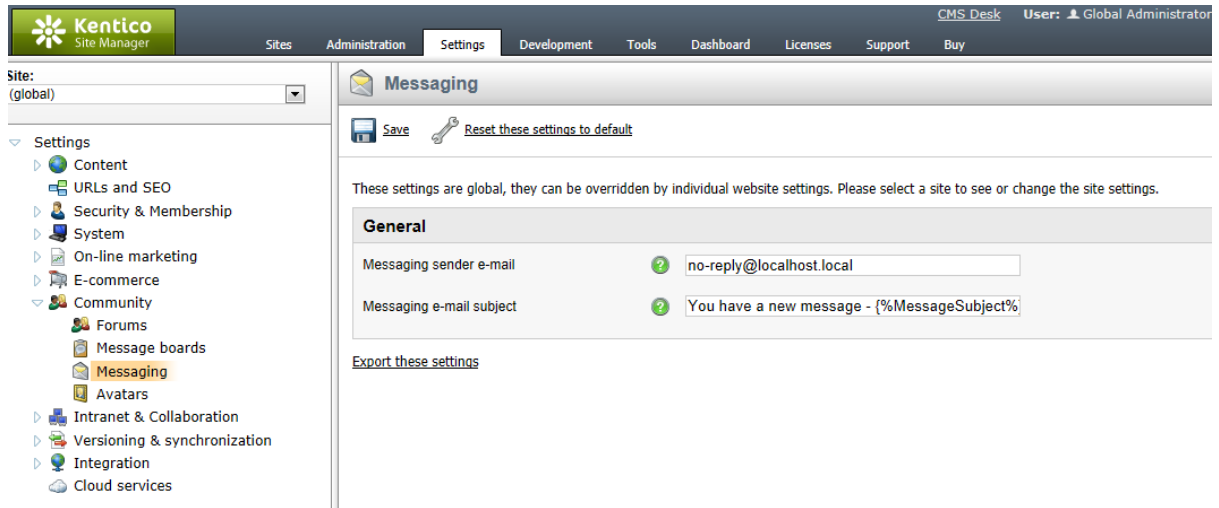 CMS Desk User: Global Administrator
Kentico
Site Manager
Sites Administration Settings Development Tools Dashboard Licenses Support Buy
Site:
(global)
Settings
Content
URLs and SEO
Security & Membership
System
On-line marketing
E-commerce
Community
Forums
Message boards
Messaging
Avatars
Intranet & Collaboration
Versioning & synchronization
Integration
Cloud services
Messaging
Save Reset these settings to default
These settings are global, they can be overridden by individual website settings. Please select a site to see or change the site settings.
General
Messaging sender e-mail ? no-reply@localhost.local
Messaging e-mail subject ? You have a new message - {%MessageSubject%
Export these settings